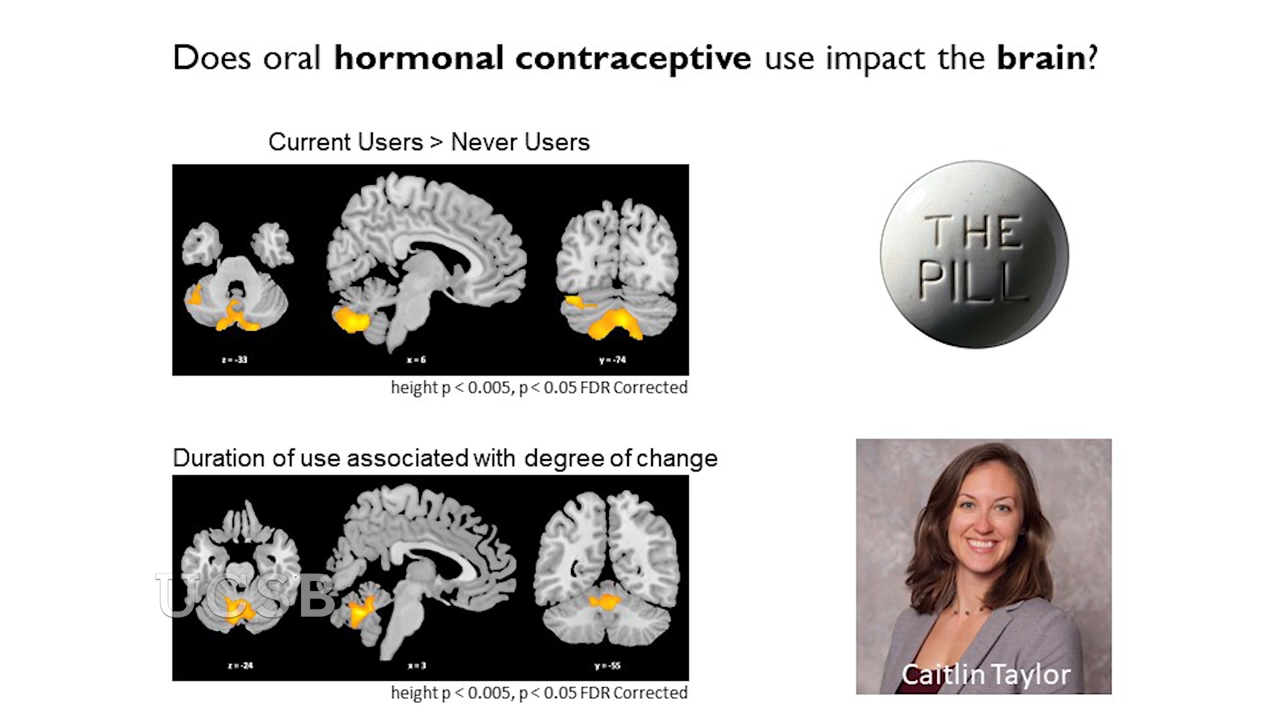 Does oral hormonal contraceptive use impact the brain?
Current Users > Never Users
z = -33
x = 6
y = -74
height p < 0.005, p< 0.05 FDR Corrected
THE
PILL
Duration of use associated with degree of change
UCSB
z = -24
x = 3
y = -55
height p < 0.005, p< 0.05 FDR Corrected
Caitlin Taylor